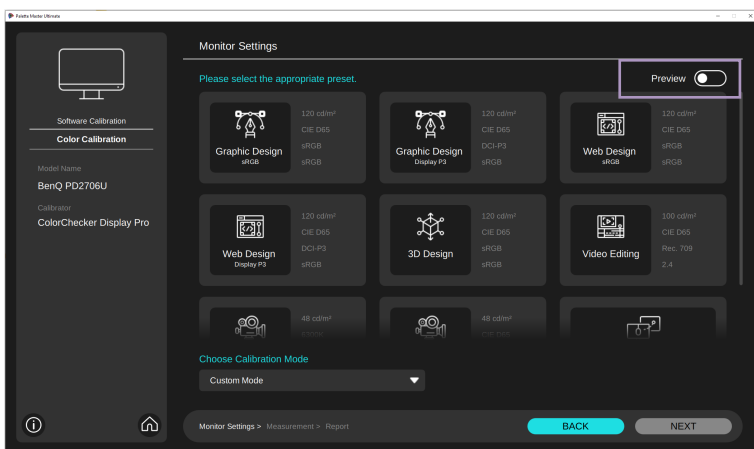 Palette Master Ultimate
Software Calibration
Color Calibration
Model Name
BenQ PD2706U
Calibrator
ColorChecker Display Pro
Monitor Settings
Please select the appropriate preset.
Preview
Graphic Design
sRGB
120 cd/m²
CIE D65
sRGB
sRGB
Graphic Design
Display P3
120 cd/m²
CIE D65
DCI-P3
sRGB
Web Design
sRGB
120 cd/m²
CIE D65
sRGB
sRGB
Web Design
Display P3
120 cd/m²
CIE D65
DCI-P3
sRGB
3D Design
120 cd/m²
CIE D65
sRGB
sRGB
Video Editing
100 cd/m²
CIE D65
Rec. 709
2.4
48 cd/m²
48 cd/m²
CIE D65
Choose Calibration Mode
Custom Mode
Monitor Settings > Measurement > Report
BACK
NEXT